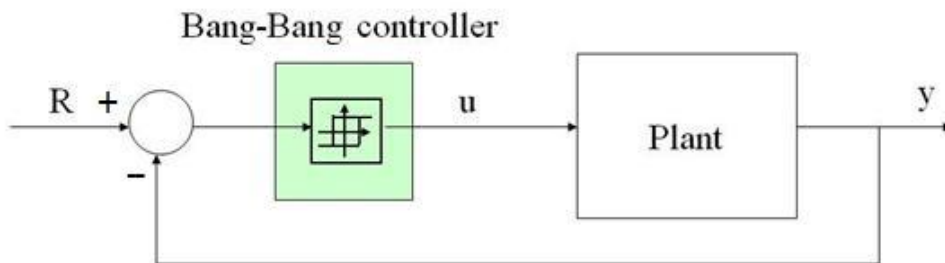 Bang-Bang controller
R +
u
Plant
y
−